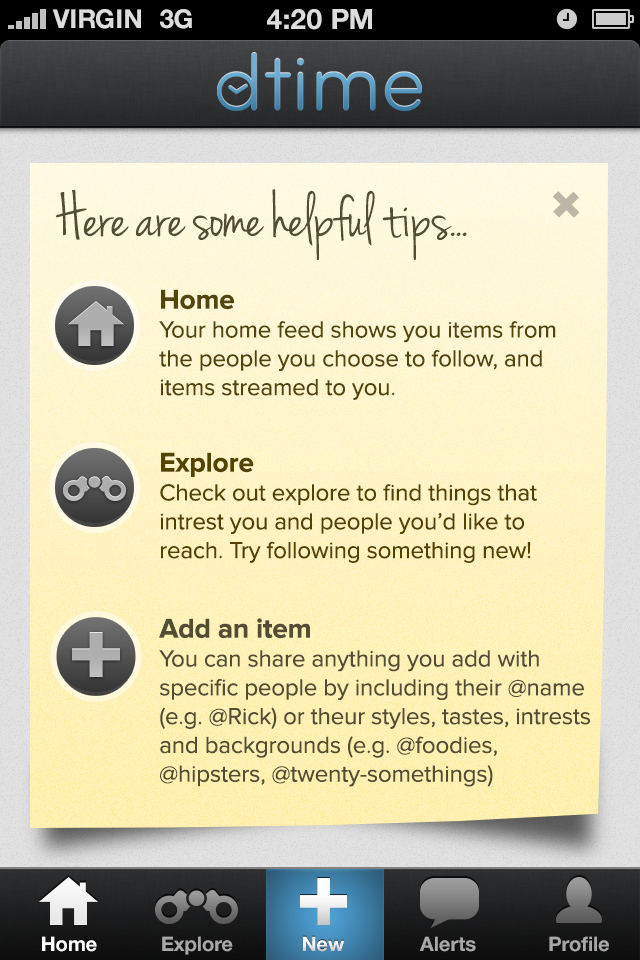 VIRGIN 3G 4:20 PM
dtime
Here are some helpful tips...
Home
Your home feed shows you items from
the people you choose to follow, and
items streamed to you.
Explore
Check out explore to find things that
intrest you and people you’d like to
reach. Try following something new!
Add an item
You can share anything you add with
specific people by including their @name
(e.g. @Rick) or theur styles, tastes, intrests
and backgrounds (e.g. @foodies,
@hipsters, @twenty-somethings)
Home Explore New Alerts Profile